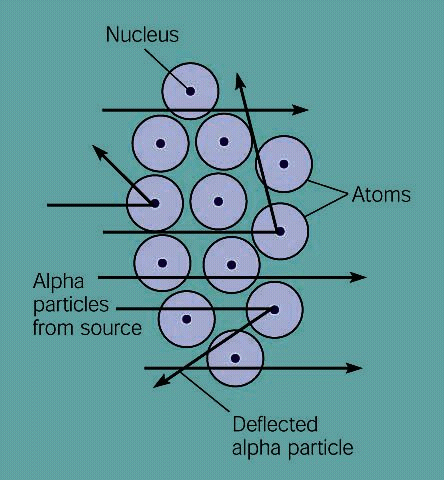 Nucleus
Atoms
Alpha
particles
from source
Deflected
alpha particle